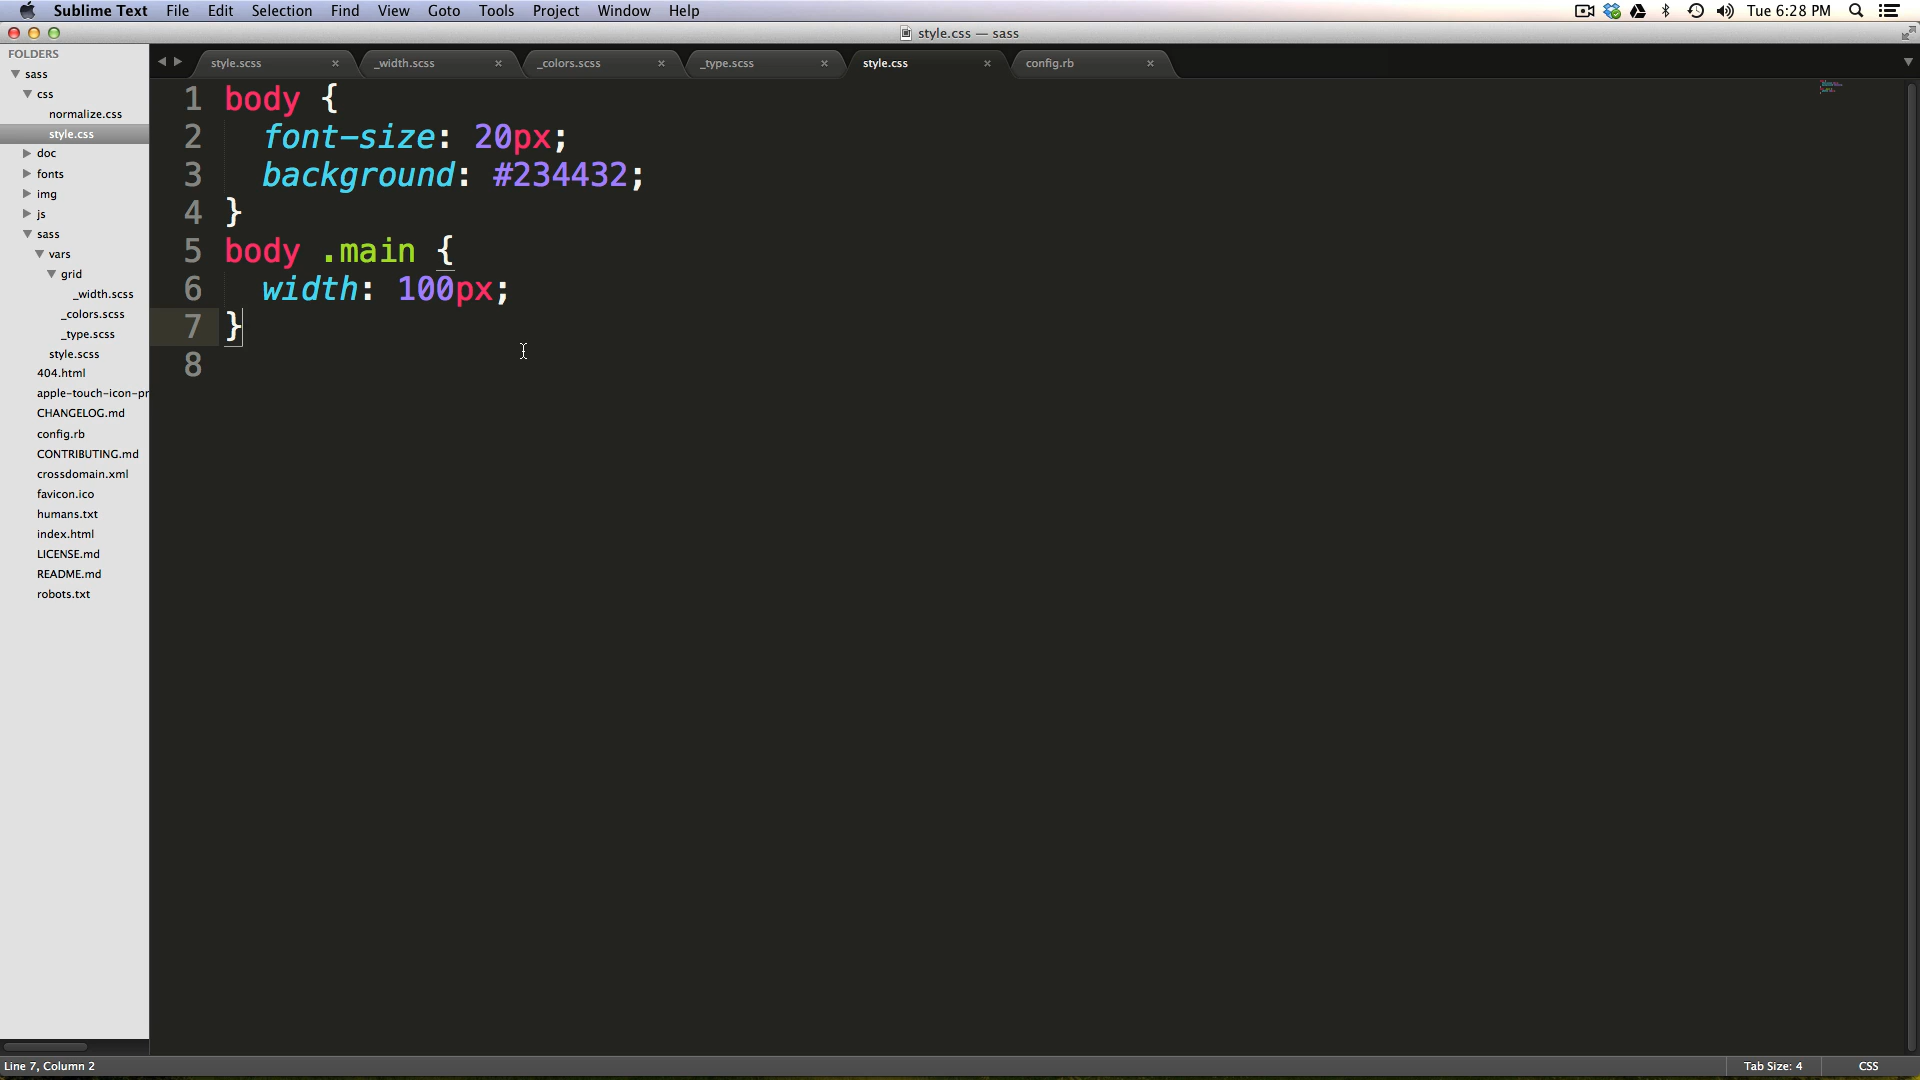 Sublime Text File Edit Selection Find View Goto Tools Project Window Help Tue 6:28 PM
style.css — sass
FOLDERS
sass
css
normalize.css
style.css
doc
fonts
img
js
sass
vars
grid
_width.scss
_colors.scss
_type.scss
style.scss
404.html
apple-touch-icon-pr
CHANGELOG.md
config.rb
CONTRIBUTING.md
crossdomain.xml
favicon.ico
humans.txt
index.html
LICENSE.md
README.md
robots.txt
style.scss _width.scss _colors.scss _type.scss style.css config.rb
1 body {
2 font-size: 20px;
3 background: #234432;
4 }
5 body .main {
6 width: 100px;
7 }
8
Line 7, Column 2 Tab Size: 4 CSS